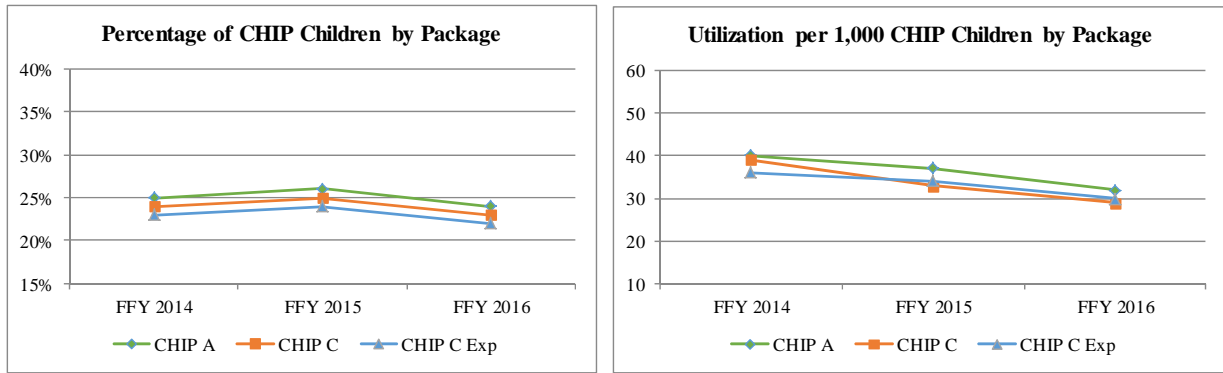 Percentage of CHIP Children by Package
40%
35%
30%
25%
20%
15%
FFY 2014 FFY 2015 FFY 2016
CHIP A CHIP C CHIP C Exp
Utilization per 1,000 CHIP Children by Package
60
50
40
30
20
10
FFY 2014 FFY 2015 FFY 2016
CHIP A CHIP C CHIP C Exp